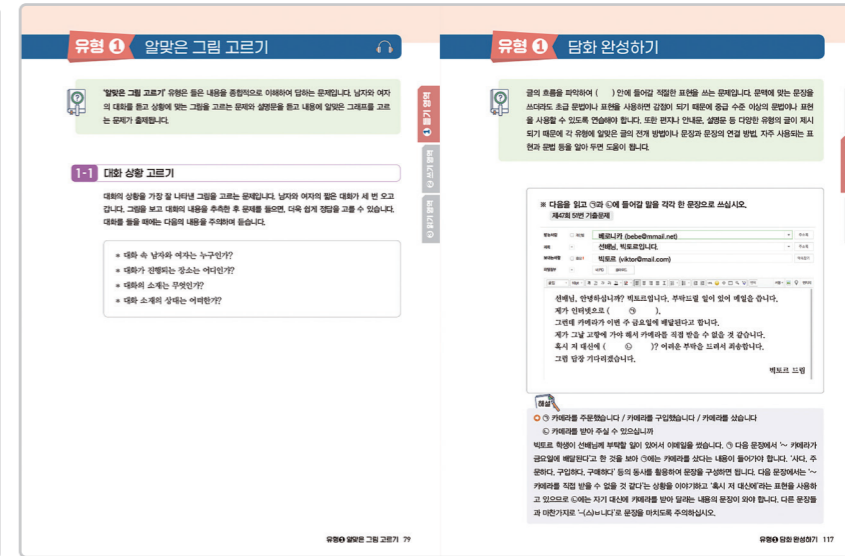 유형 1 알맞은 그림 고르기
'알맞은 그림 고르기' 유형은 들은 내용을 종합적으로 이해하여 답하는 문제입니다. 남자와 여자
의 대화를 듣고 상황에 맞는 그림을 고르는 문제와 설명문을 듣고 내용에 알맞은 그래프를 고르
는 문제가 출제됩니다.
1-1 대화 상황 고르기
대화의 상황을 가장 잘 나타낸 그림을 고르는 문제입니다. 남자와 여자의 짧은 대화가 세 번 오고
갑니다. 그림을 보고 대화의 내용을 추측한 후 문제를 들으면, 더욱 쉽게 정답을 고를 수 있습니다.
대화를 들을 때에는 다음의 내용을 주의하여 듣습니다.
* 대화 속 남자와 여자는 누구인가?
* 대화가 진행되는 장소는 어디인가?
* 대화의 소재는 무엇인가?
* 대화 소재의 상태는 어떠한가?
❶ 듣기 영역
❷ 쓰기 영역
❸ 읽기 영역
유형❶ 알맞은 그림 고르기 79
유형 1 담화 완성하기
글의 흐름을 파악하여 ( ) 안에 들어갈 적절한 표현을 쓰는 문제입니다. 문맥에 맞는 문장을
쓰더라도 초급 문법이나 표현을 사용하면 감점이 되기 때문에 중급 수준 이상의 문법이나 표현
을 사용할 수 있도록 연습해야 합니다. 또한 편지나 안내문, 설명문 등 다양한 유형의 글이 제시
되기 때문에 각 유형에 알맞은 글의 전개 방법이나 문장과 문장의 연결 방법, 자주 사용되는 표
현과 문법 등을 알아 두면 도움이 됩니다.
※ 다음을 읽고 ㉠과 ㉡에 들어갈 말을 각각 한 문장으로 쓰십시오.
제47회 51번 기출문제
받는사람 베로니카 (bebe@mmail.net)
제목 선배님, 빅토르입니다.
보내는사람 빅토르 (viktor@mail.com)
선배님, 안녕하십니까? 빅토르입니다. 부탁드릴 일이 있어 메일을 씁니다.
제가 인터넷으로 ( ㉠ ).
그런데 카메라가 이번 주 금요일에 배달된다고 합니다.
제가 그날 고향에 가야 해서 카메라를 직접 받을 수 없을 것 같습니다.
혹시 저 대신에 ( ㉡ )? 어려운 부탁을 드려서 죄송합니다.
그럼 답장 기다리겠습니다.
빅토르 드림
해설
㉠ 카메라를 주문했습니다 / 카메라를 구입했습니다 / 카메라를 샀습니다
㉡ 카메라를 받아 주실 수 있으십니까
빅토르 학생이 선배님께 부탁할 일이 있어서 이메일을 썼습니다. ㉠ 다음 문장에서 '~ 카메라가
금요일에 배달된다'고 한 것을 보아 ㉠에는 카메라를 샀다는 내용이 들어가야 합니다. '사다, 주
문하다, 구입하다, 구매하다' 등의 동사를 활용하여 문장을 구성하면 됩니다. 다음 문장에서는 '~
카메라를 직접 받을 수 없을 것 같다'는 상황을 이야기하고 '혹시 저 대신에'라는 표현을 사용하
고 있으므로 ㉡에는 자기 대신에 카메라를 받아 달라는 내용의 문장이 와야 합니다. 다른 문장들
과 마찬가지로 '-(스)ㅂ니다'로 문장을 마치도록 주의하십시오.
유형❶ 담화 완성하기 117